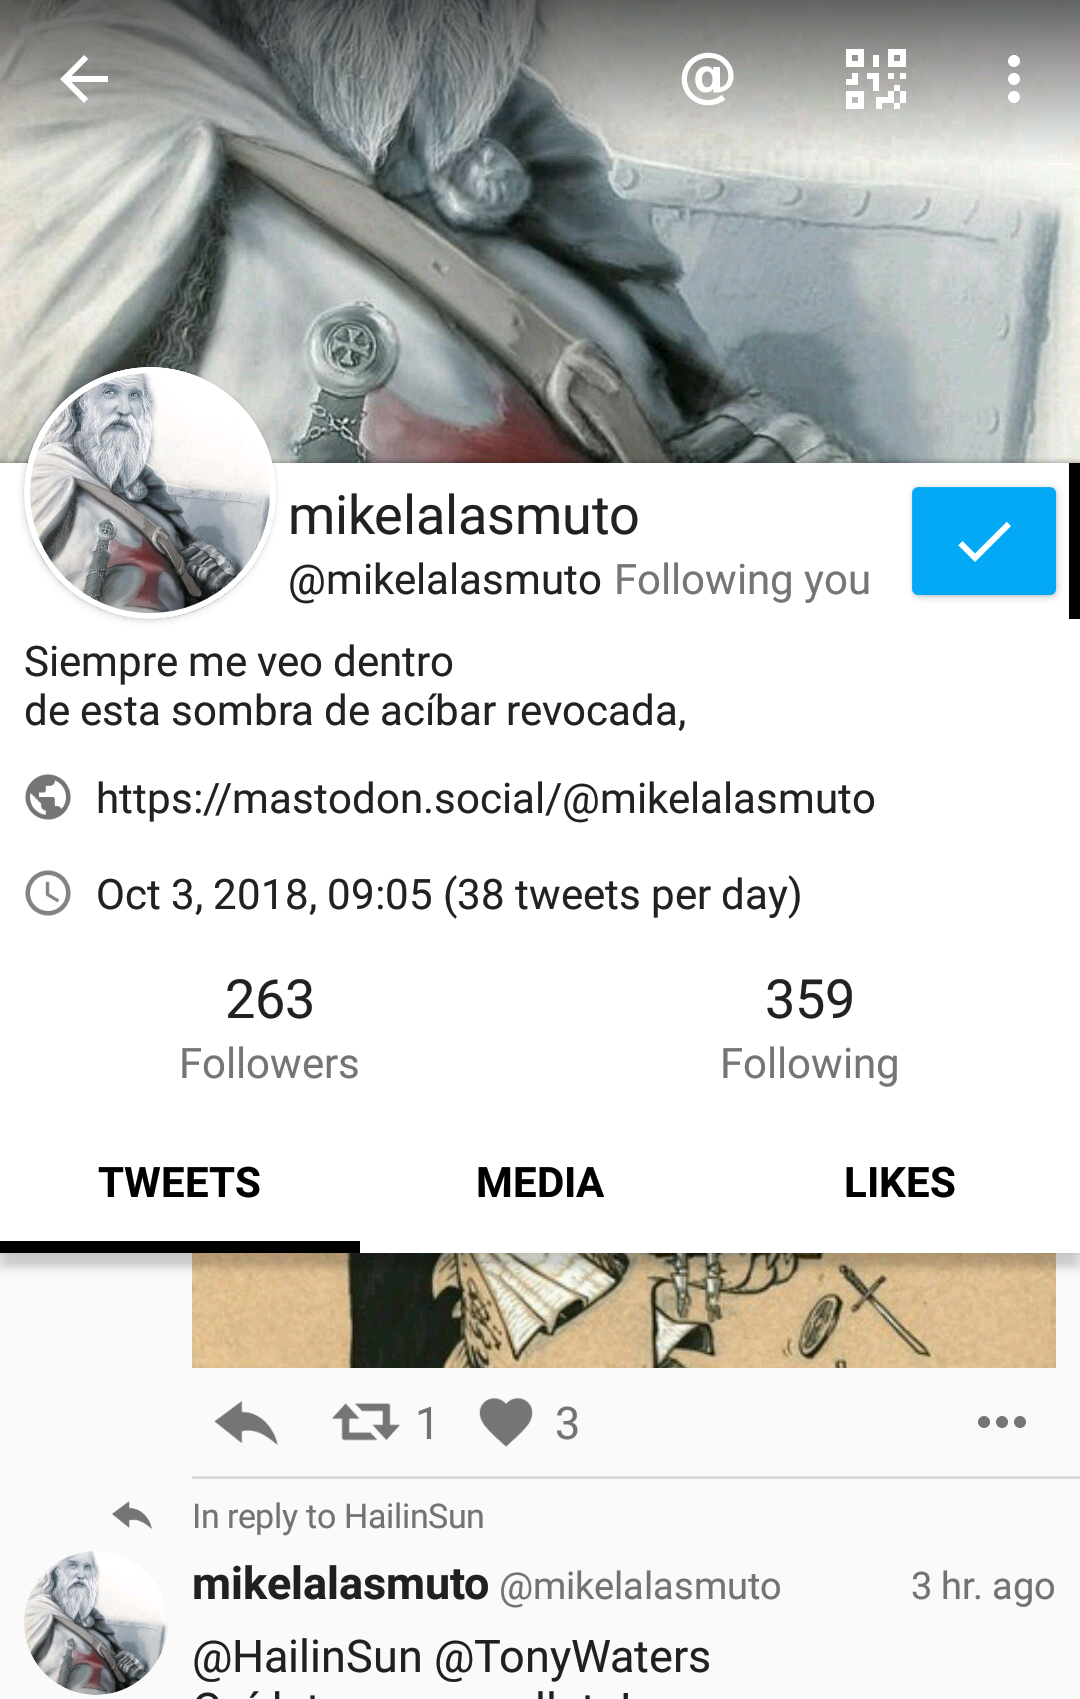 mikelalasmuto
@mikelalasmuto Following you
Siempre me veo dentro
de esta sombra de acíbar revocada,
https://mastodon.social/@mikelalasmuto
Oct 3, 2018, 09:05 (38 tweets per day)
263
Followers
359
Following
TWEETS
MEDIA
LIKES
1
3
In reply to HailinSun
mikelalasmuto @mikelalasmuto 3 hr. ago
@HailinSun @TonyWaters